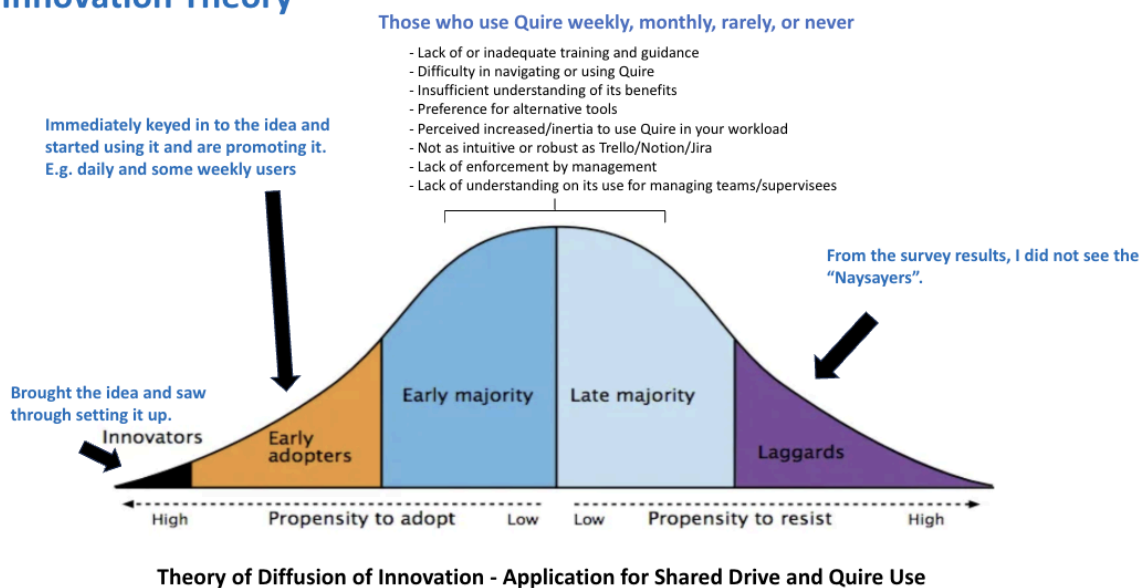 Innovation Theory
Those who use Quire weekly, monthly, rarely, or never
- Lack of or inadequate training and guidance
- Difficulty in navigating or using Quire
- Insufficient understanding of its benefits
- Preference for alternative tools
- Perceived increased/inertia to use Quire in your workload
- Not as intuitive or robust as Trello/Notion/Jira
- Lack of enforcement by management
- Lack of understanding on its use for managing teams/supervisees
Immediately keyed in to the idea and
started using it and are promoting it.
E.g. daily and some weekly users
From the survey results, I did not see the
“Naysayers”.
Brought the idea and saw
through setting it up.
Innovators
Early
adopters
Early majority
Late majority
Laggards
High Propensity to adopt Low Low Propensity to resist High
Theory of Diffusion of Innovation - Application for Shared Drive and Quire Use